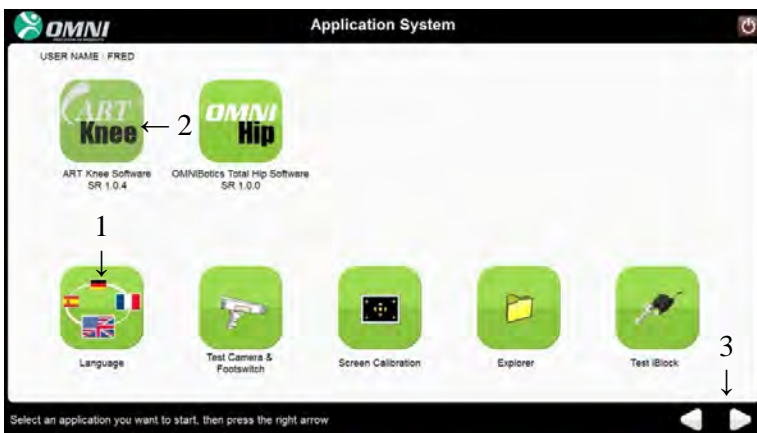 OMNI
Application System
USER NAME : FRED
ART
Knee
← 2
OMNI
Hip
ART Knee Software
SR 1.0.4
OMNIBotics Total Hip Software
SR 1.0.0
1
Language
Test Camera &
Footswitch
Screen Calibration
Explorer
Test iBlock
3
Select an application you want to start, then press the right arrow